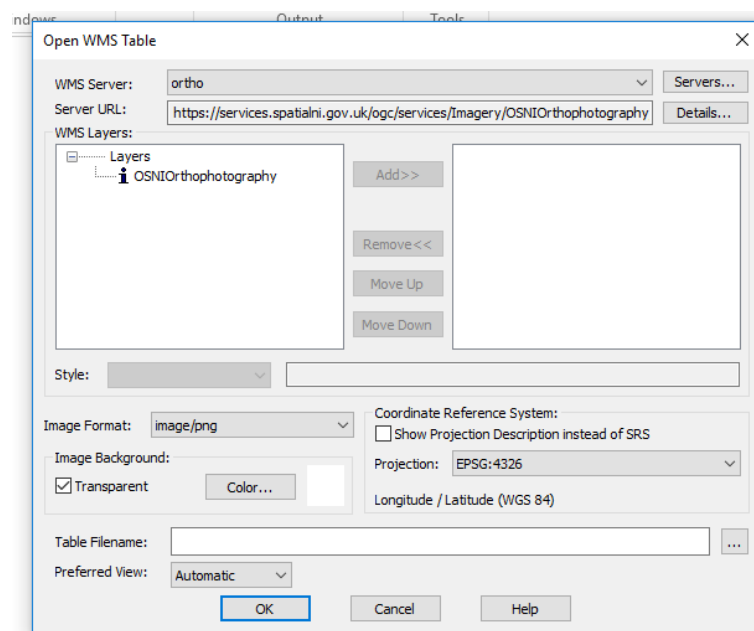 Output Tools
Open WMS Table
WMS Server: ortho Servers...
Server URL: https://services.spatialni.gov.uk/ogc/services/Imagery/OSNIOrthophotography Details...
WMS Layers:
Layers Add>>
OSNIOrthophotography
Remove<<
Move Up
Move Down
Style:
Image Format: image/png
Coordinate Reference System:
Show Projection Description instead of SRS
Image Background:
Projection: EPSG:4326
Transparent Color...
Longitude / Latitude (WGS 84)
Table Filename: ...
Preferred View: Automatic
OK Cancel Help